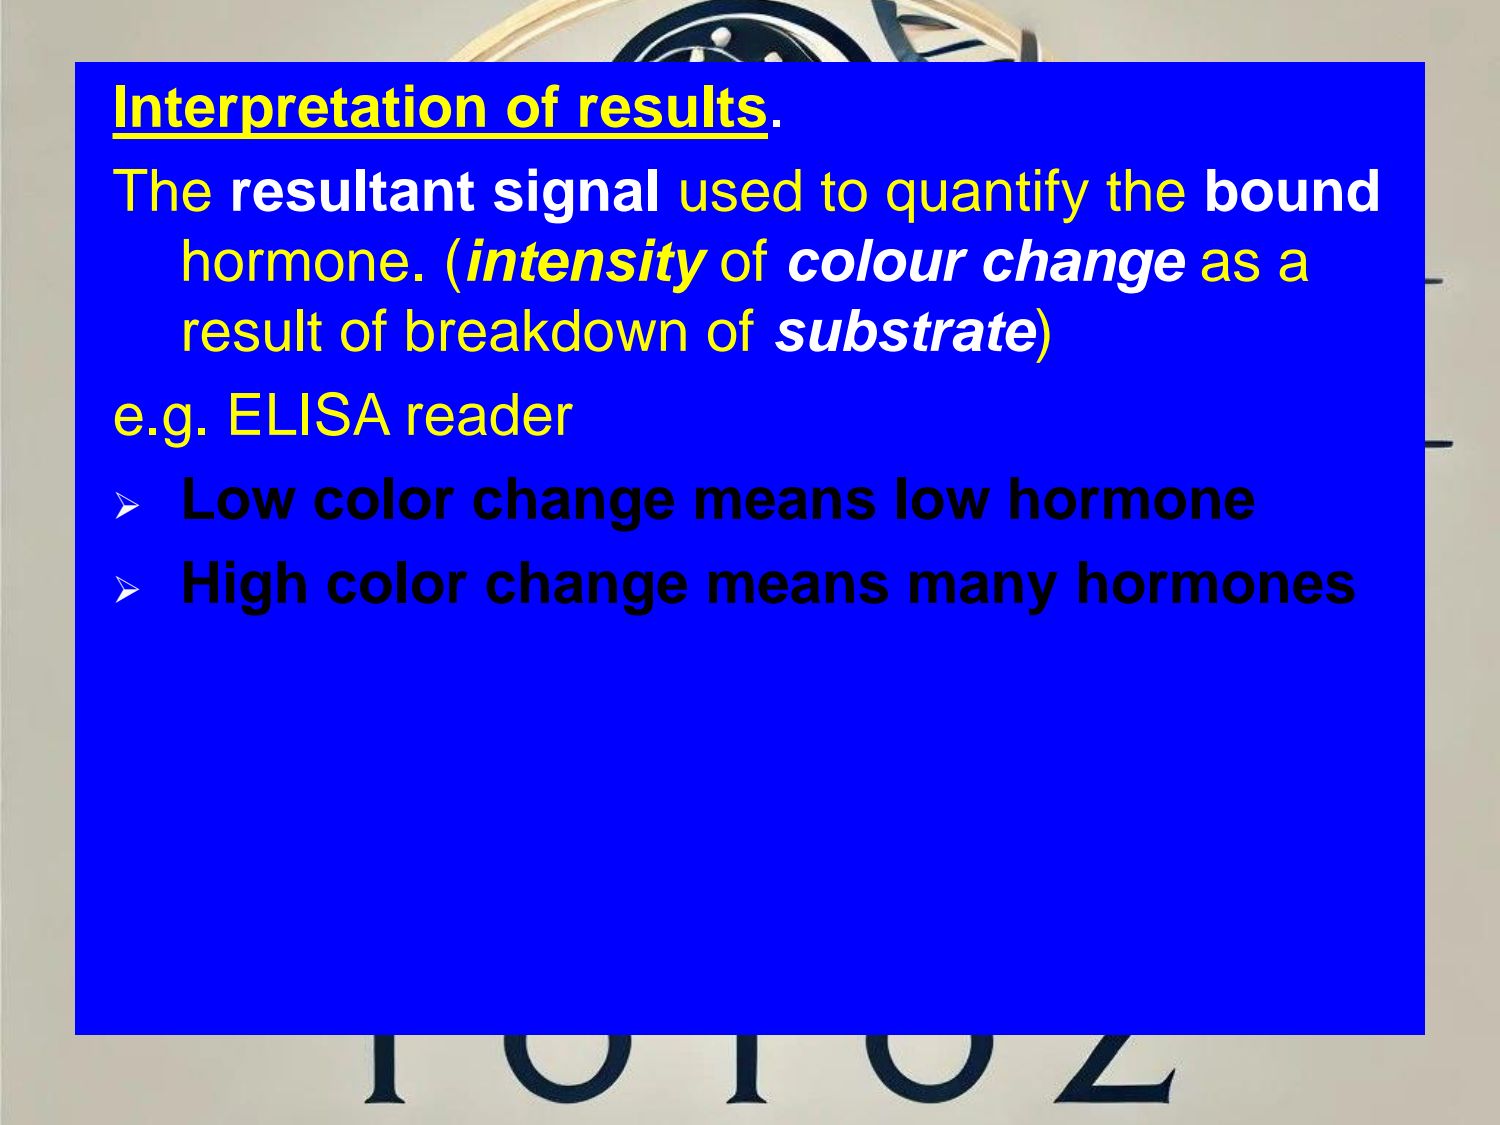 Interpretation of results.
The resultant signal used to quantify the bound
hormone. (intensity of colour change as a
result of breakdown of substrate)
e.g. ELISA reader
➢ Low color change means low hormone
➢ High color change means many hormones